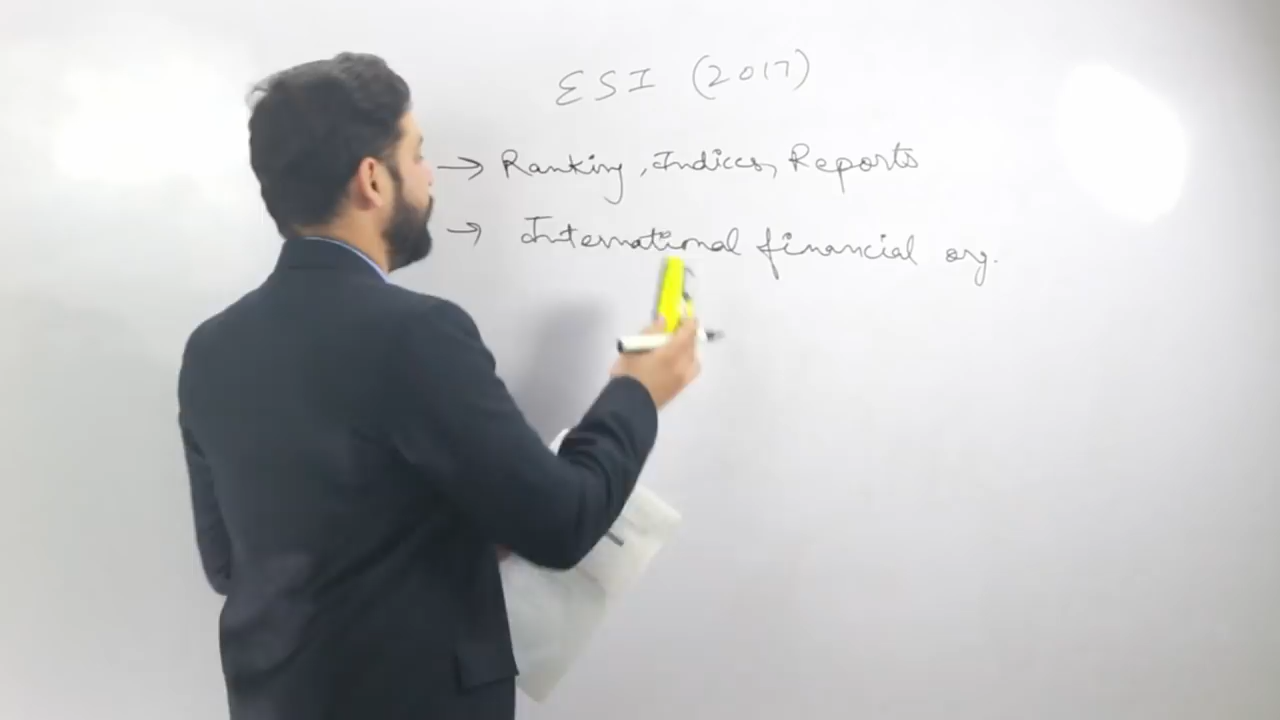 ESI (2017)
→ Ranking, Indices, Reports
→ International financial org.